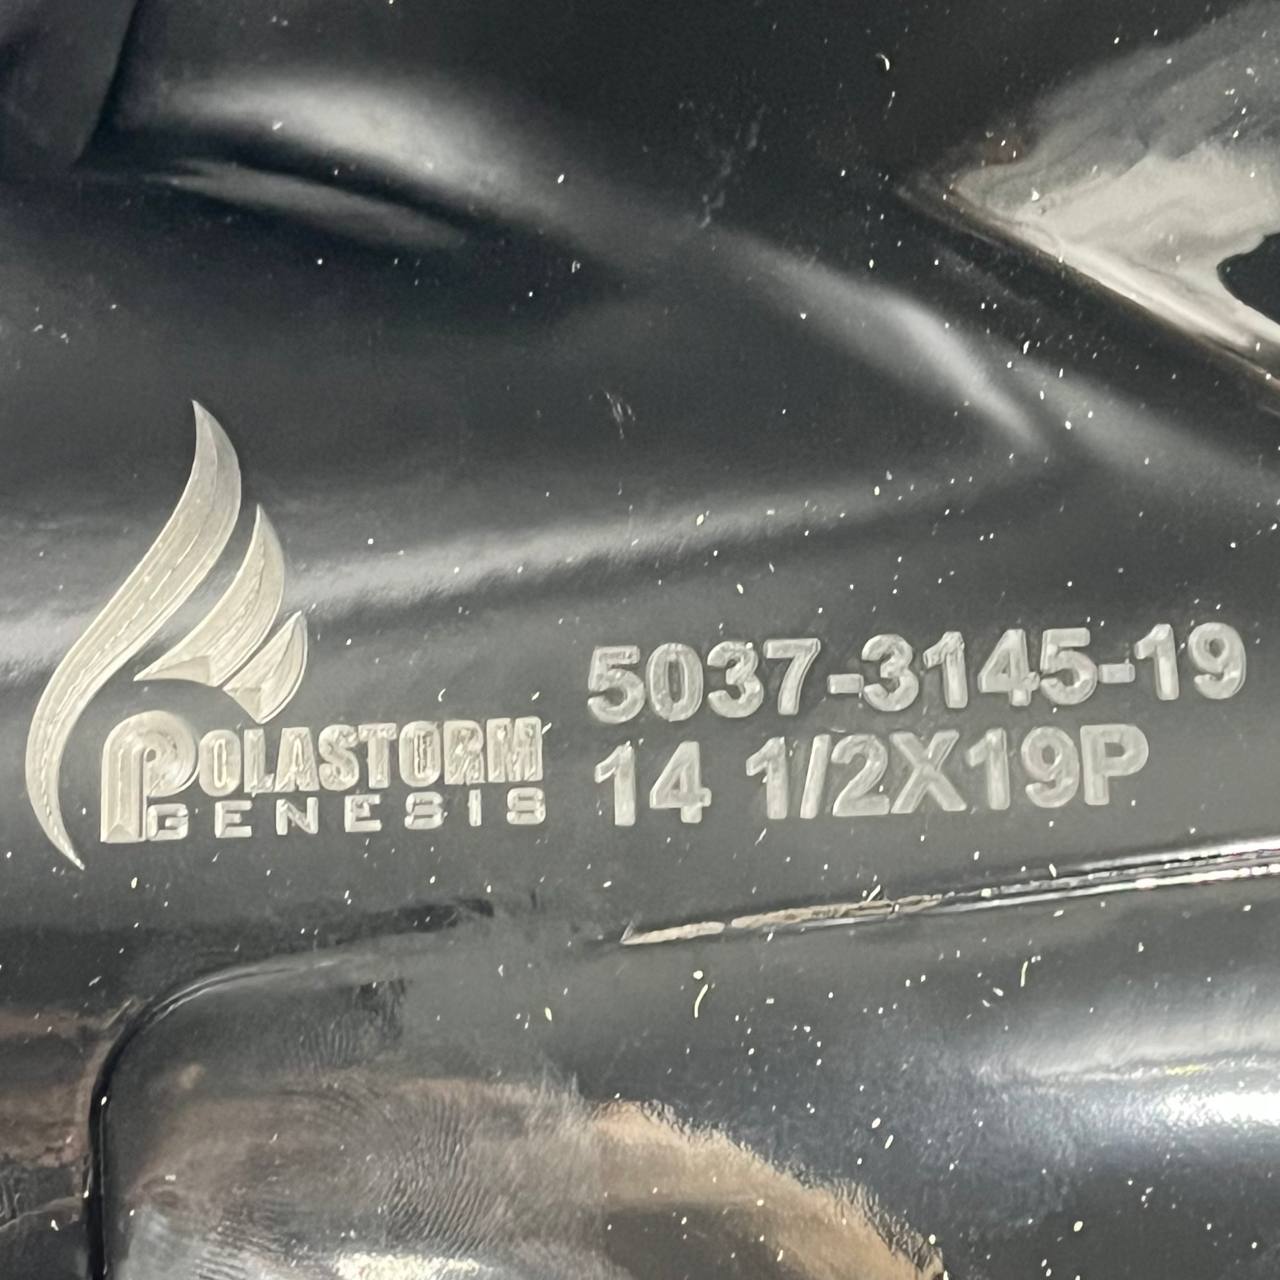 POLASTORM
GENESIS
5037-3145-19
14 1/2X19P